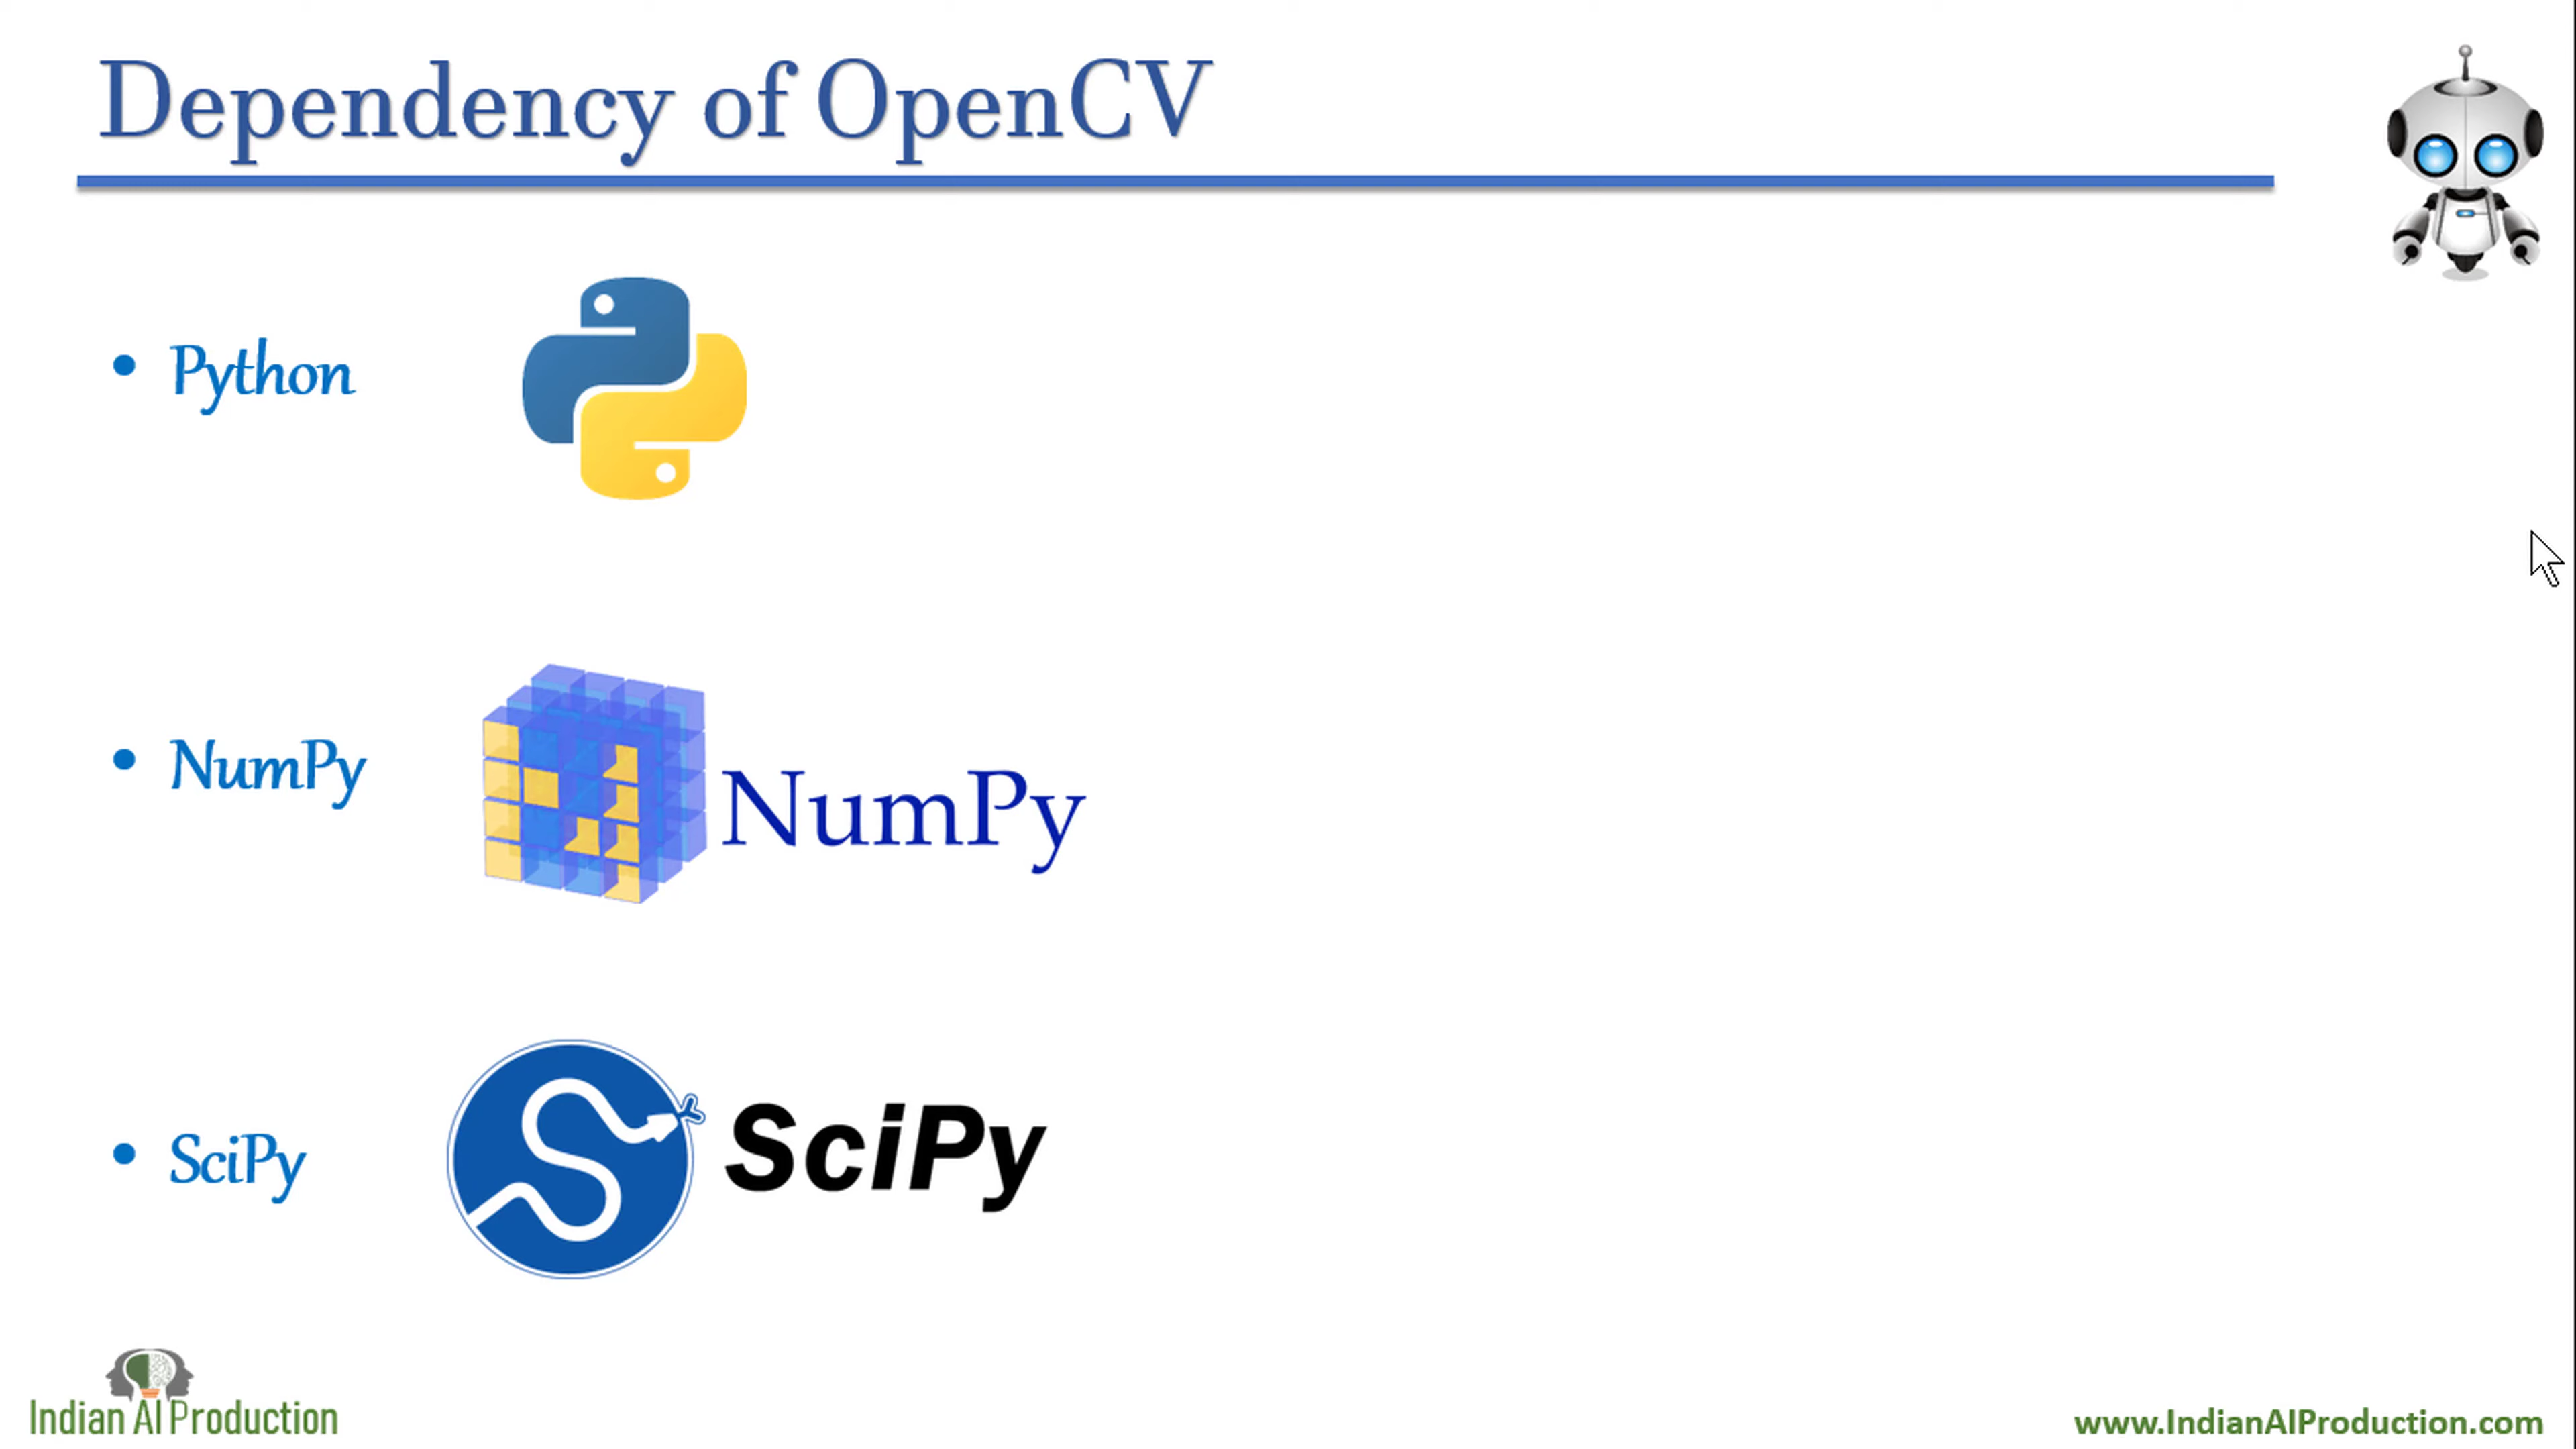 Dependency of OpenCV
• Python
• NumPy
NumPy
• SciPy
SciPy
Indian AI Production
www.IndianAIProduction.com